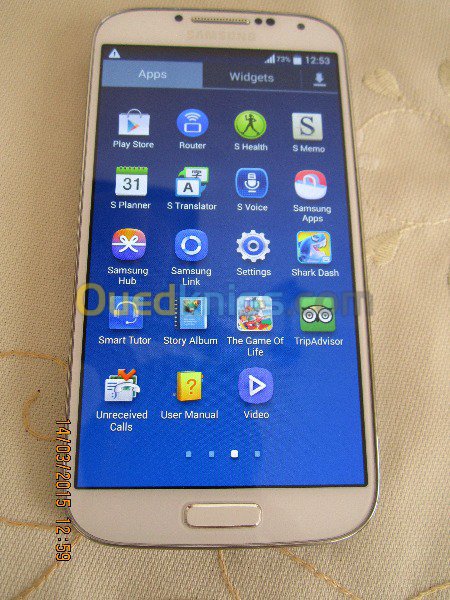 SAMSUNG
73% 12:53
Apps Widgets
Play Store Router S Health S Memo
31 S Planner S Translator S Voice Samsung Apps
Samsung Hub Samsung Link Settings Shark Dash
Ouedkniss.com
Smart Tutor Story Album The Game Of Life TripAdvisor
Unreceived Calls User Manual Video
14/03/2015 12:59